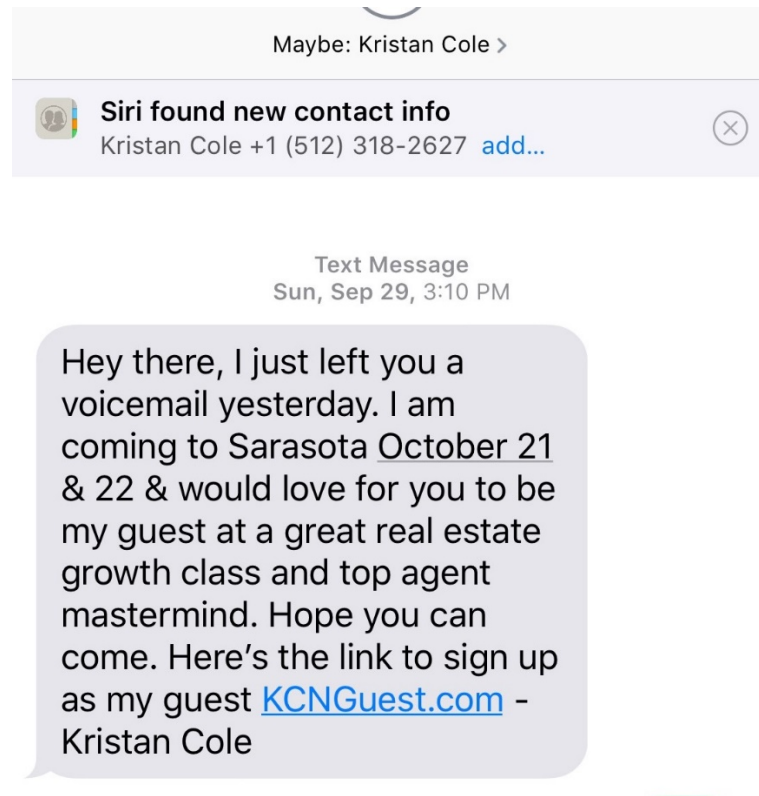 Maybe: Kristan Cole >
Siri found new contact info
Kristan Cole +1 (512) 318-2627 add...
Text Message
Sun, Sep 29, 3:10 PM
Hey there, I just left you a
voicemail yesterday. I am
coming to Sarasota October 21
& 22 & would love for you to be
my guest at a great real estate
growth class and top agent
mastermind. Hope you can
come. Here’s the link to sign up
as my guest KCNGuest.com -
Kristan Cole